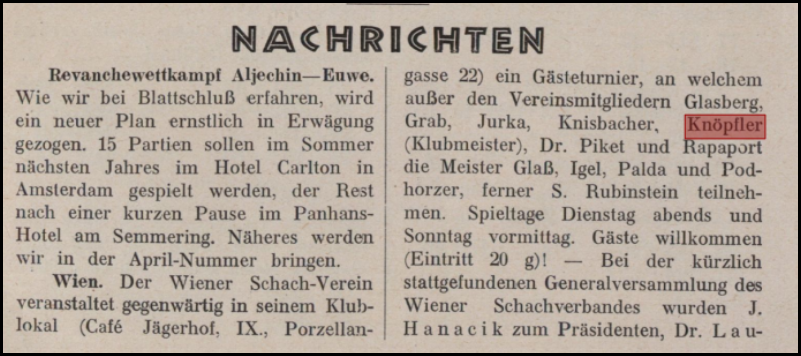 NACHRICHTEN
Revanchewettkampf Aljechin—Euwe.
Wie wir bei Blattschluß erfahren, wird
ein neuer Plan ernstlich in Erwägung
gezogen. 15 Partien sollen im Sommer
nächsten Jahres im Hotel Carlton in
Amsterdam gespielt werden, der Rest
nach einer kurzen Pause im Panhans-
Hotel am Semmering. Näheres werden
wir in der April-Nummer bringen.
Wien. Der Wiener Schach-Verein
veranstaltet gegenwärtig in seinem Klub-
lokal (Café Jägerhof, IX., Porzellan-
gasse 22) ein Gästeturnier, an welchem
außer den Vereinsmitgliedern Glasberg,
Grab, Jurka, Knisbacher, Knöpfler
(Klubmeister), Dr. Piket und Rapaport
die Meister Glaß, Igel, Palda und Pod-
horzer, ferner S. Rubinstein teilneh-
men. Spieltage Dienstag abends und
Sonntag vormittag. Gäste willkommen
(Eintritt 20 g)! — Bei der kürzlich
stattgefundenen Generalversammlung des
Wiener Schachverbandes wurden J.
Hanacik zum Präsidenten, Dr. Lau-